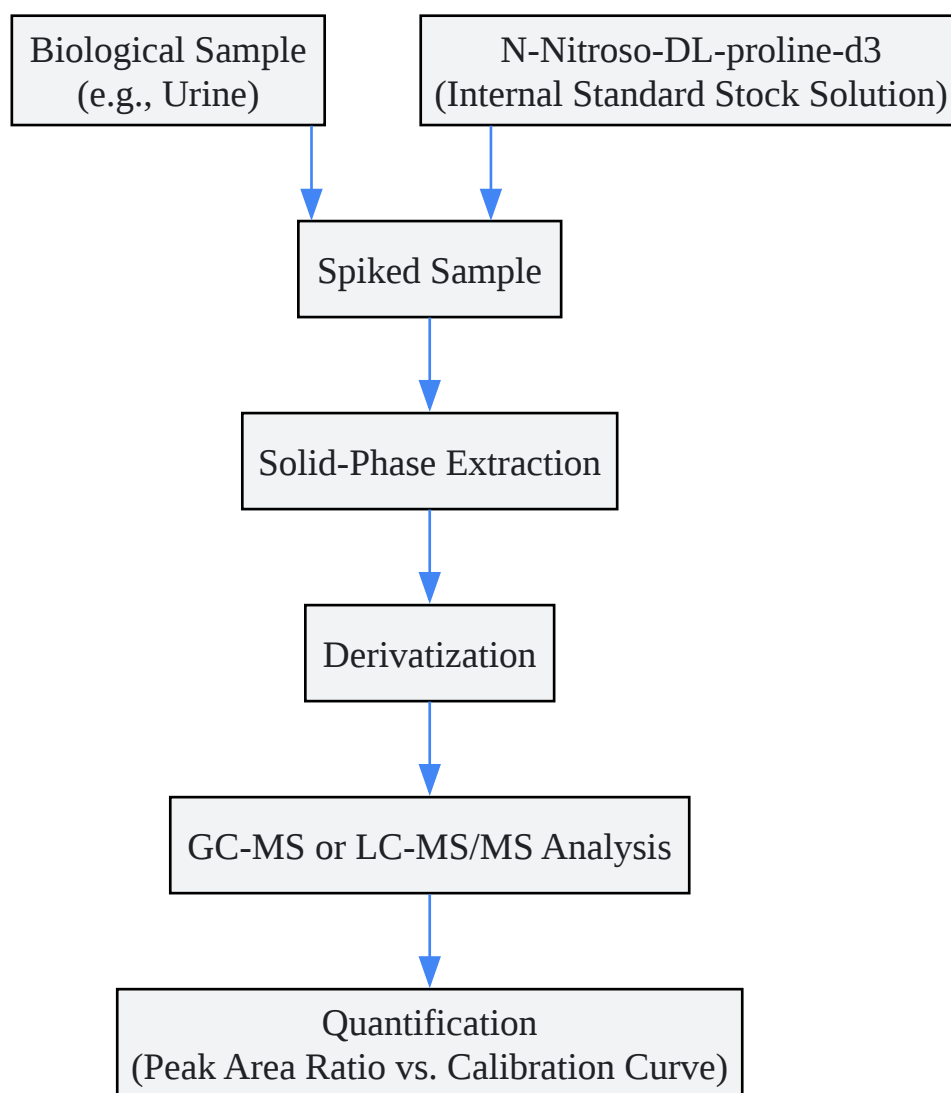 Biological Sample
(e.g., Urine)
N-Nitroso-DL-proline-d3
(Internal Standard Stock Solution)
Spiked Sample
Solid-Phase Extraction
Derivatization
GC-MS or LC-MS/MS Analysis
Quantification
(Peak Area Ratio vs. Calibration Curve)